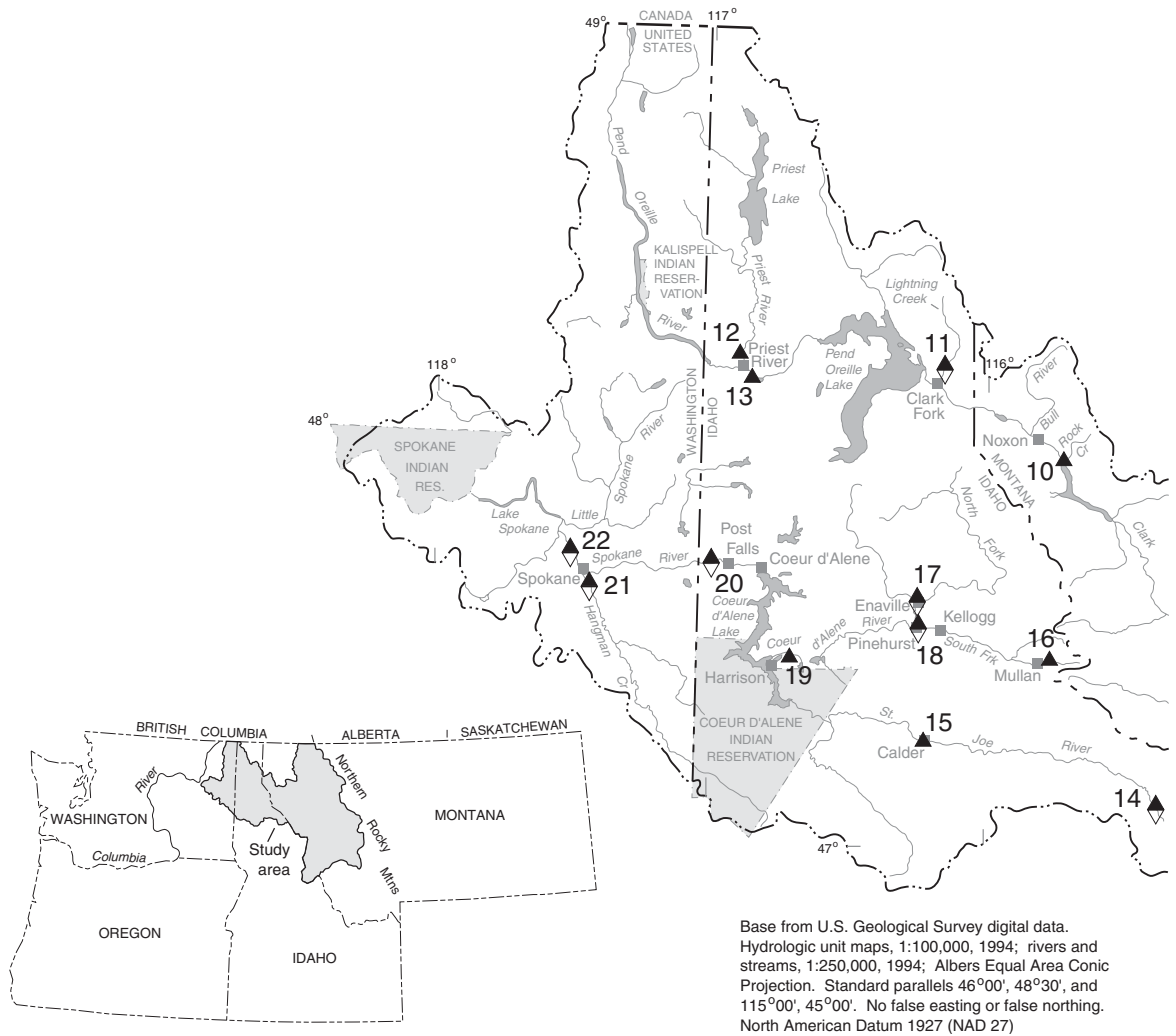 CANADA
49° 117°
UNITED
STATES
Pend
Oreille
River
Priest
Lake
KALISPELL
INDIAN
RESER-
VATION
Priest
River
Lightning
Creek
12
Priest
River
13
Pend
Oreille
Lake
11
Clark
Fork
116°
River
Bull
Noxon
Rock
Cr
10
Clark
118°
48°
SPOKANE
INDIAN
RES.
WASHINGTON
IDAHO
MONTANA
IDAHO
River
Spokane
Little
Lake
Spokane
22
Spokane River
Spokane
21
Hangman
Cr
Post
Falls
20
Coeur d'Alene
Coeur
d'Alene
Lake
North
Fork
17
Enaville
Kellogg
Pinehurst
18
South Frk
16
Mullan
Coeur d'Alene River
19
Harrison
COEUR D'ALENE
INDIAN
RESERVATION
St. Joe River
15
Calder
14
47°
BRITISH COLUMBIA ALBERTA SASKATCHEWAN
River
WASHINGTON
Columbia
Study
area
Northern
Rocky
Mtns
MONTANA
OREGON
IDAHO
Base from U.S. Geological Survey digital data.
Hydrologic unit maps, 1:100,000, 1994; rivers and
streams, 1:250,000, 1994; Albers Equal Area Conic
Projection. Standard parallels 46°00', 48°30', and
115°00', 45°00'. No false easting or false northing.
North American Datum 1927 (NAD 27)